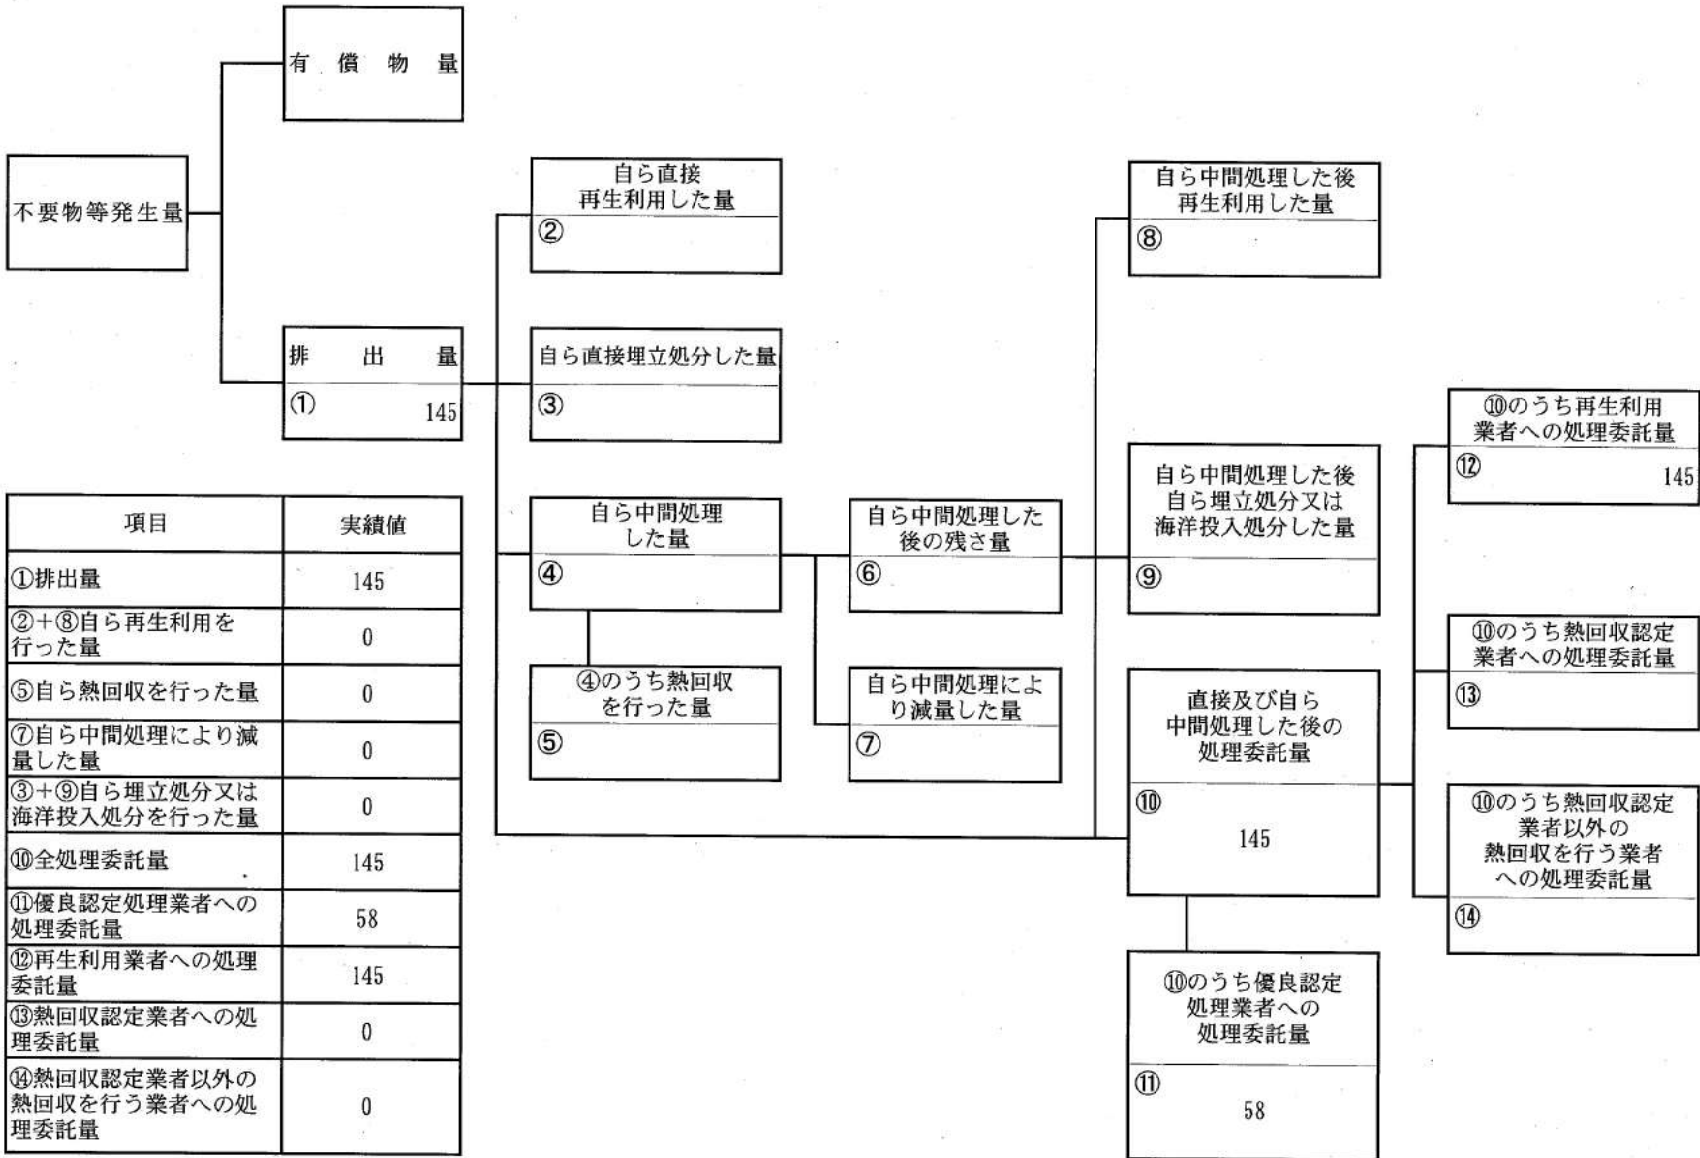 有償物量
不要物等発生量
排出量
①
145
自ら直接
再生利用した量
②
自ら直接埋立処分した量
③
自ら中間処理
した量
④
④のうち熱回収
を行った量
⑤
自ら中間処理した
後の残さ量
⑥
自ら中間処理によ
り減量した量
⑦
自ら中間処理した後
再生利用した量
⑧
自ら中間処理した後
自ら埋立処分又は
海洋投入処分した量
⑨
直接及び自ら
中間処理した後の
処理委託量
⑩
145
⑩のうち優良認定
処理業者への
処理委託量
⑪
58
⑩のうち再生利用
業者への処理委託量
⑫
145
⑩のうち熱回収認定
業者への処理委託量
⑬
⑩のうち熱回収認定
業者以外の
熱回収を行う業者
への処理委託量
⑭
項目 実績値
①排出量 145
②+⑧自ら再生利用を
行った量 0
⑤自ら熱回収を行った量 0
⑦自ら中間処理により減
量した量 0
③+⑨自ら埋立処分又は
海洋投入処分を行った量 0
⑩全処理委託量 145
⑪優良認定処理業者への
処理委託量 58
⑫再生利用業者への処理
委託量 145
⑬熱回収認定業者への処
理委託量 0
⑭熱回収認定業者以外の
熱回収を行う業者への処
理委託量 0